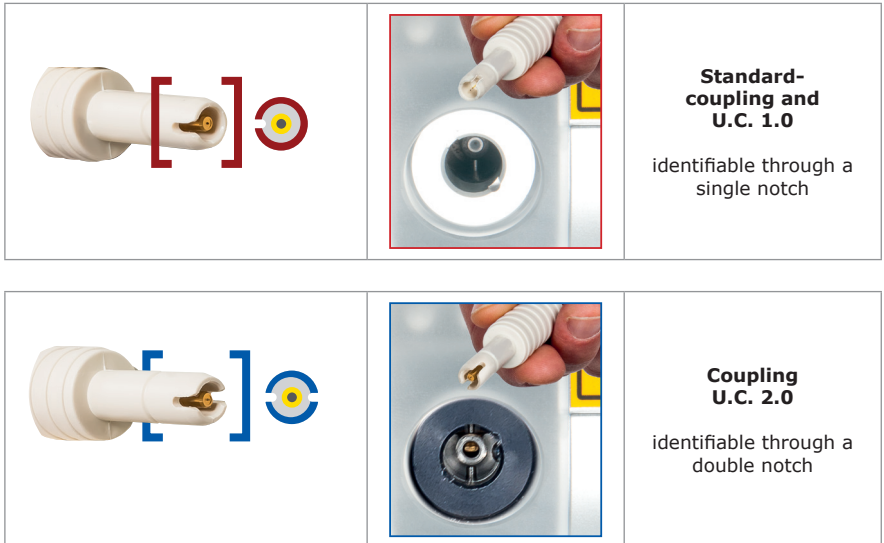 Standard-
coupling and
U.C. 1.0
identifiable through a
single notch
Coupling
U.C. 2.0
identifiable through a
double notch